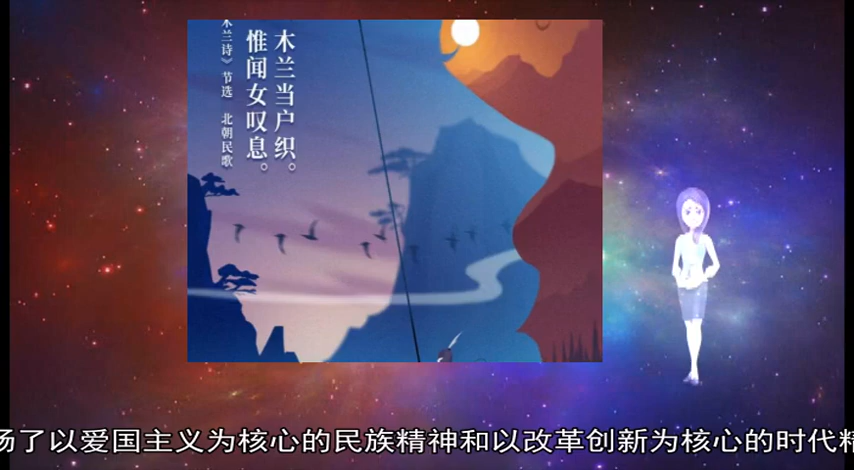 木兰当户织。
惟闻女叹息。
木兰诗》节选 北朝民歌
扬了以爱国主义为核心的民族精神和以改革创新为核心的时代精